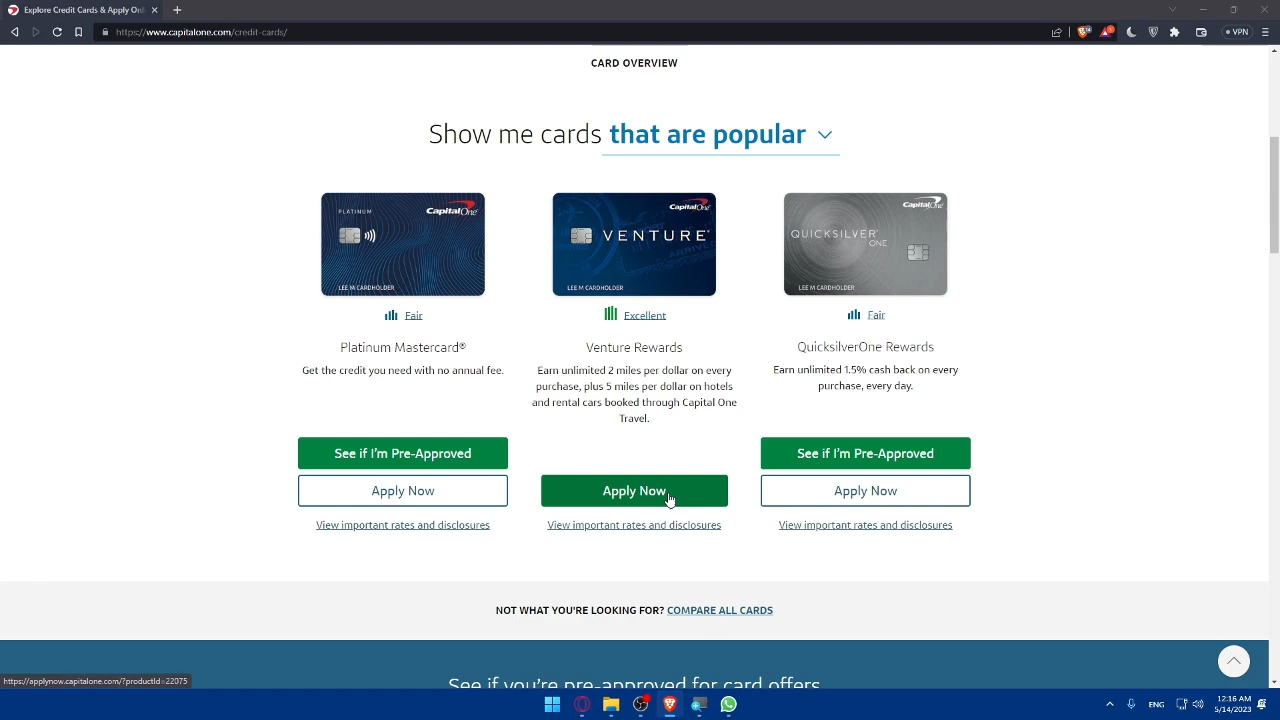 Explore Credit Cards & Apply Onl
https://www.capitalone.com/credit-cards/
VPN
CARD OVERVIEW
Show me cards that are popular
PLATINUM
Capital One
LEE M CARDHOLDER
Capital One
VENTURE
LEE M CARDHOLDER
Capital One
QUICKSILVER
ONE
LEE M CARDHOLDER
Fair
Excellent
Fair
Platinum Mastercard®
Venture Rewards
QuicksilverOne Rewards
Get the credit you need with no annual fee.
Earn unlimited 2 miles per dollar on every
purchase, plus 5 miles per dollar on hotels
and rental cars booked through Capital One
Travel.
Earn unlimited 1.5% cash back on every
purchase, every day.
See if I'm Pre-Approved
See if I'm Pre-Approved
Apply Now
Apply Now
Apply Now
View important rates and disclosures
View important rates and disclosures
View important rates and disclosures
NOT WHAT YOU'RE LOOKING FOR? COMPARE ALL CARDS
See if you're pre-approved for card offers
https://applynow.capitalone.com/?productId=22075
ENG
12:16 AM
5/14/2023